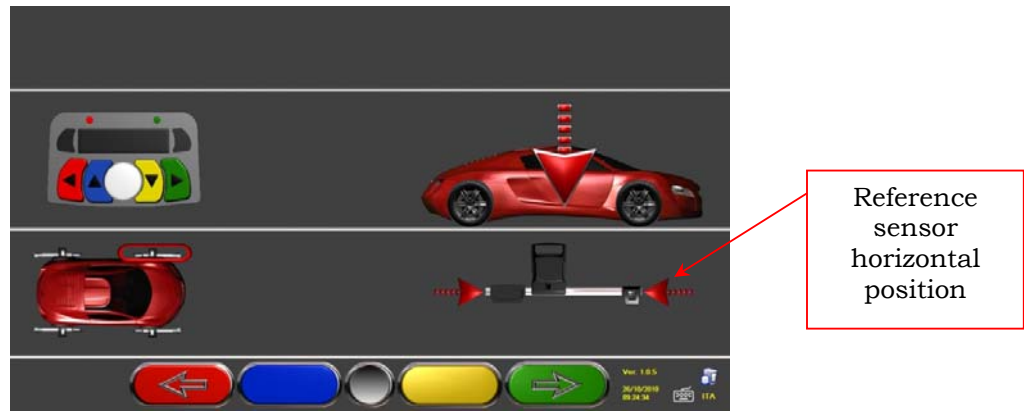 Reference
sensor
horizontal
position
Ver. 1.0.5
26/10/2010
09:24:34
ITA